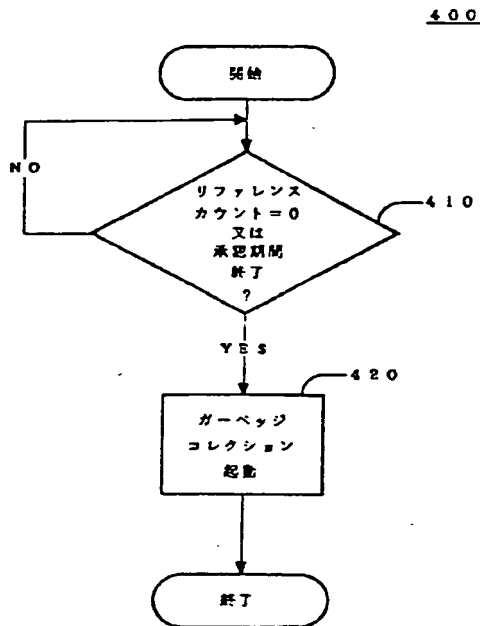 400
開始
NO
リファレンス
カウント=0
又は
承認期間
終了
?
410
YES
420
ガーベッジ
コレクション
起動
終了